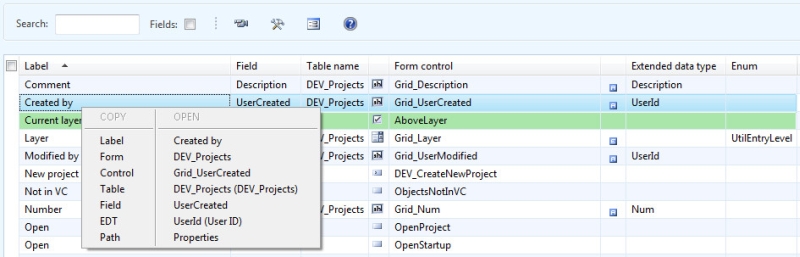 Search: Fields:
Label Field Table name Form control Extended data type Enum
Comment Description DEV_Projects Grid_Description Description
Created by UserCreated DEV_Projects Grid_UserCreated UserId
Current layer AboveLayer
Layer V_Projects Grid_Layer UtilEntryLevel
Modified by V_Projects Grid_UserModified UserId
New project DEV_CreateNewProject
Not in VC ObjectsNotInVC
Number V_Projects Grid_Num Num
Open OpenProject
Open OpenStartup
COPY OPEN
Label Created by
Form DEV_Projects
Control Grid_UserCreated
Table DEV_Projects (DEV_Projects)
Field UserCreated
EDT UserId (User ID)
Path Properties